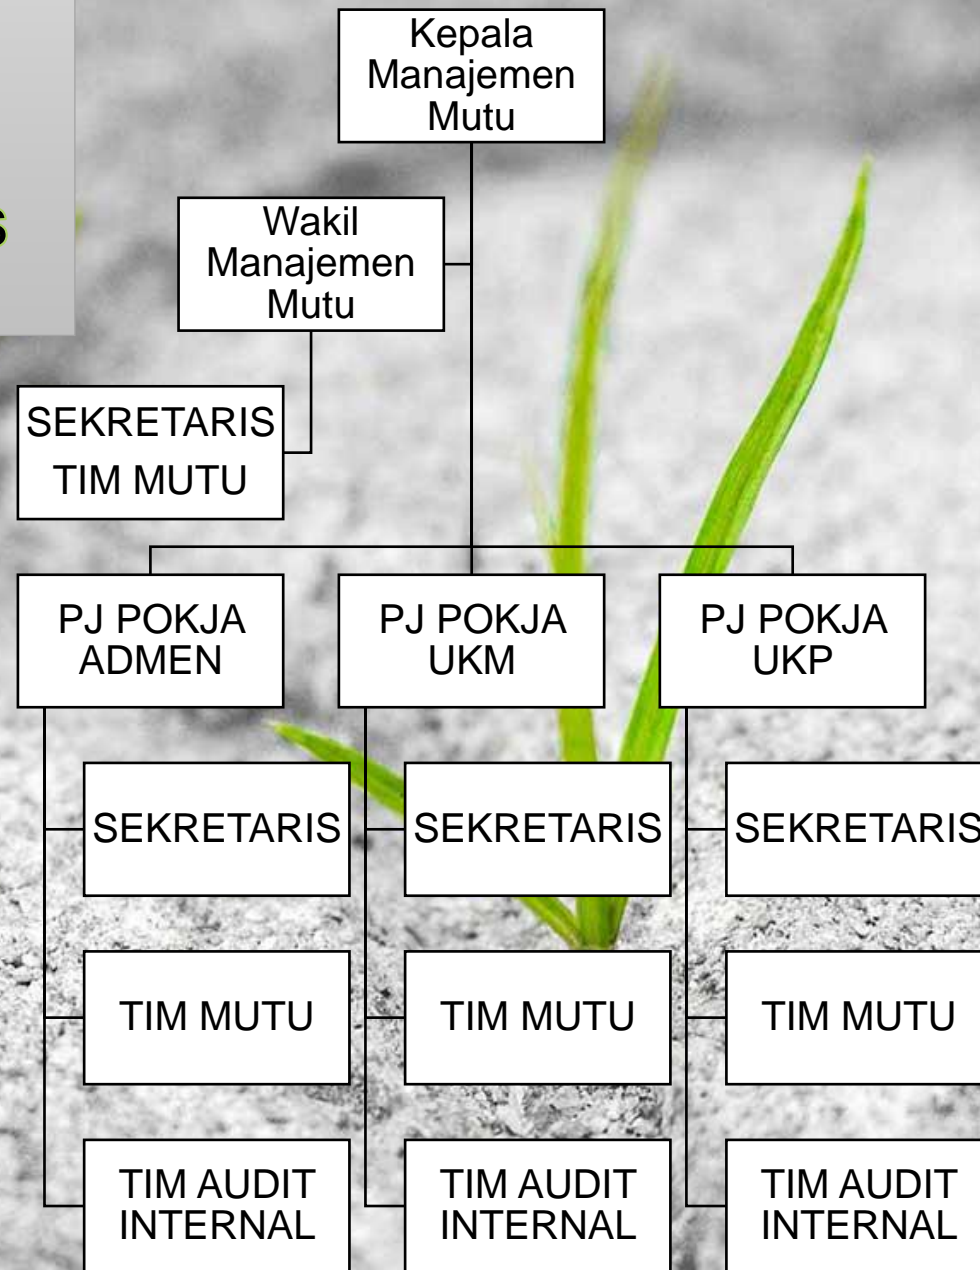 Kepala
Manajemen
Mutu
Wakil
Manajemen
Mutu
SEKRETARIS
TIM MUTU
PJ POKJA
ADMEN
PJ POKJA
UKM
PJ POKJA
UKP
SEKRETARIS
SEKRETARIS
SEKRETARIS
TIM MUTU
TIM MUTU
TIM MUTU
TIM AUDIT
INTERNAL
TIM AUDIT
INTERNAL
TIM AUDIT
INTERNAL